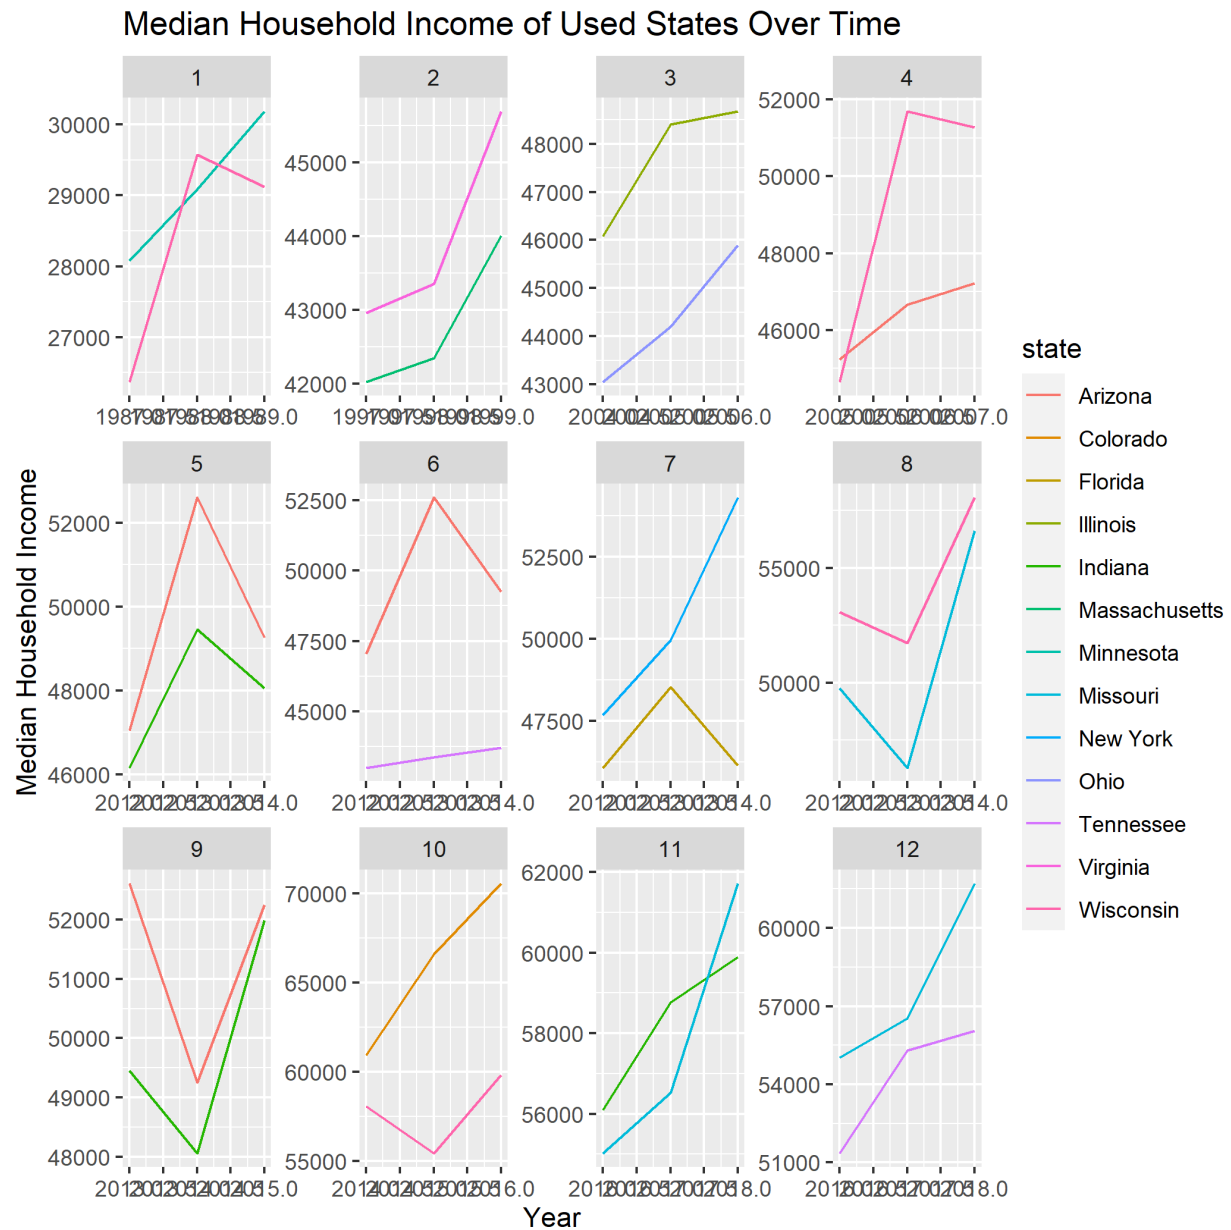 Median Household Income of Used States Over Time
1 2 3 4
30000
29000
28000
27000
45000
44000
43000
42000
48000
47000
46000
45000
44000
43000
52000
50000
48000
46000
5 6 7 8
52000
50000
48000
46000
52500
50000
47500
45000
52500
50000
47500
55000
50000
9 10 11 12
52000
51000
50000
49000
48000
70000
65000
60000
55000
62000
60000
58000
56000
60000
57000
54000
51000
Median Household Income
Year
state
Arizona
Colorado
Florida
Illinois
Indiana
Massachusetts
Minnesota
Missouri
New York
Ohio
Tennessee
Virginia
Wisconsin